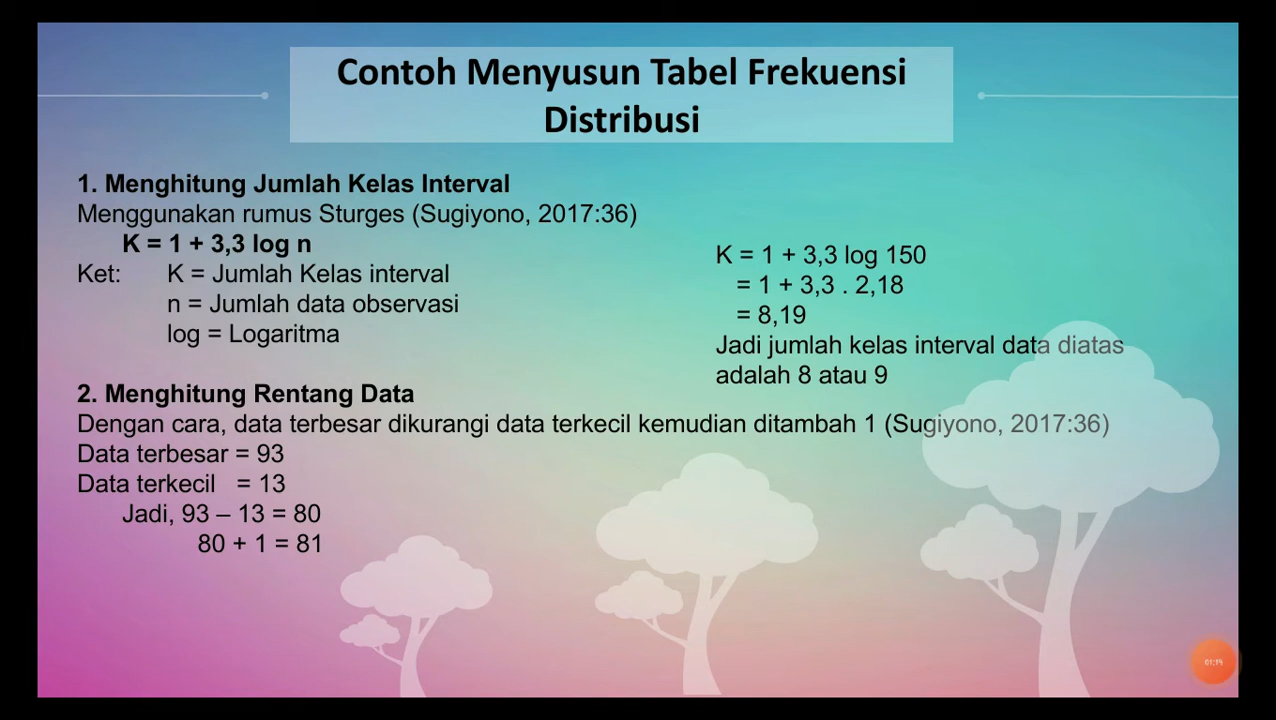 Contoh Menyusun Tabel Frekuensi
Distribusi
1. Menghitung Jumlah Kelas Interval
Menggunakan rumus Sturges (Sugiyono, 2017:36)
K = 1 + 3,3 log n
Ket: K = Jumlah Kelas interval
n = Jumlah data observasi
log = Logaritma
K = 1 + 3,3 log 150
= 1 + 3,3 . 2,18
= 8,19
Jadi jumlah kelas interval data diatas
adalah 8 atau 9
2. Menghitung Rentang Data
Dengan cara, data terbesar dikurangi data terkecil kemudian ditambah 1 (Sugiyono, 2017:36)
Data terbesar = 93
Data terkecil = 13
Jadi, 93 – 13 = 80
80 + 1 = 81
01:14